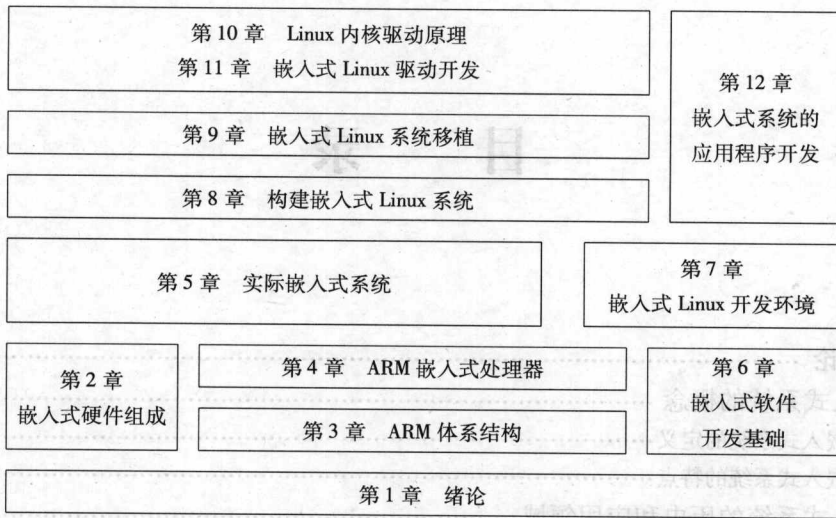 第 10 章 Linux 内核驱动原理
第 11 章 嵌入式 Linux 驱动开发
第 12 章
嵌入式系统的
应用程序开发
第 9 章 嵌入式 Linux 系统移植
第 8 章 构建嵌入式 Linux 系统
第 5 章 实际嵌入式系统
第 7 章
嵌入式 Linux 开发环境
第 2 章
嵌入式硬件组成
第 4 章 ARM 嵌入式处理器
第 3 章 ARM 体系结构
第 6 章
嵌入式软件
开发基础
第 1 章 绪论